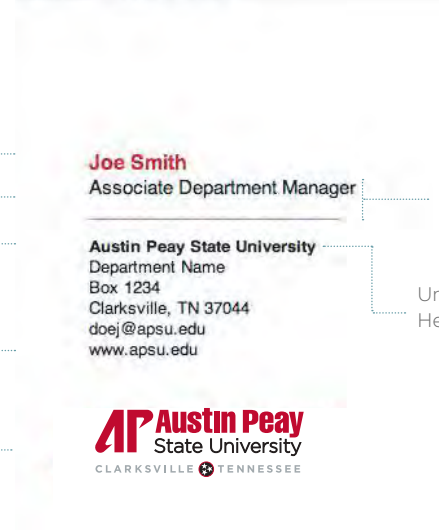 Joe Smith
Associate Department Manager
Austin Peay State University
Department Name
Box 1234
Clarksville, TN 37044
doej@apsu.edu
www.apsu.edu
AP Austin Peay
State University
CLARKSVILLE TENNESSEE